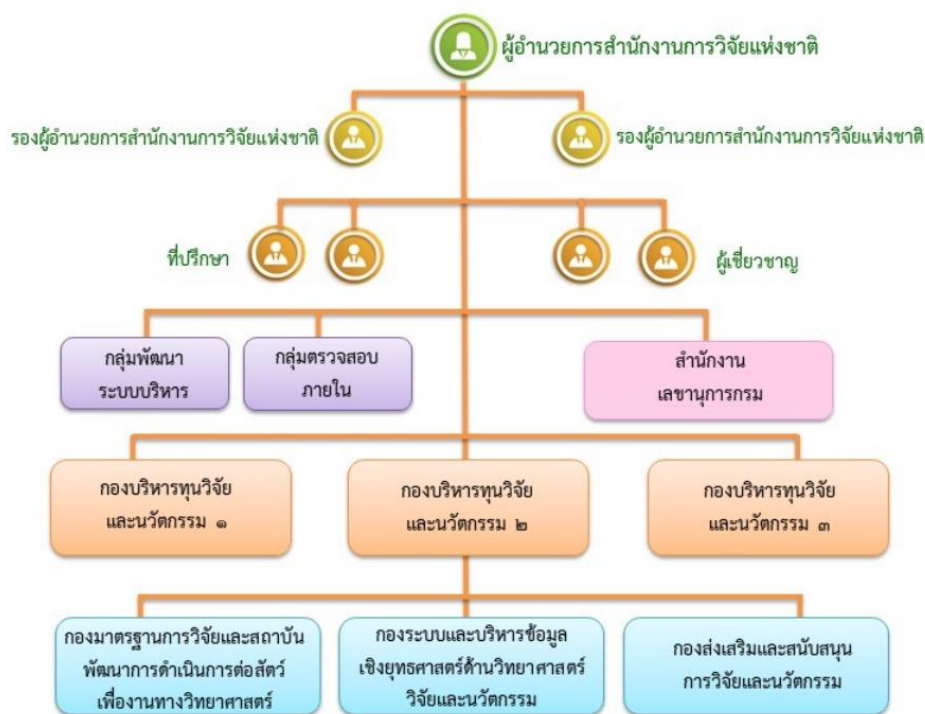 ผู้อำนวยการสำนักงานการวิจัยแห่งชาติ
รองผู้อำนวยการสำนักงานการวิจัยแห่งชาติ
รองผู้อำนวยการสำนักงานการวิจัยแห่งชาติ
ที่ปรึกษา
ผู้เชี่ยวชาญ
กลุ่มพัฒนา
ระบบบริหาร
กลุ่มตรวจสอบ
ภายใน
สำนักงาน
เลขานุการกรม
กองบริหารทุนวิจัย
และนวัตกรรม ๑
กองบริหารทุนวิจัย
และนวัตกรรม ๒
กองบริหารทุนวิจัย
และนวัตกรรม ๓
กองมาตรฐานการวิจัยและสถาบัน
พัฒนาการดำเนินการต่อสัตว์
เพื่องานทางวิทยาศาสตร์
กองระบบและบริหารข้อมูล
เชิงยุทธศาสตร์ด้านวิทยาศาสตร์
วิจัยและนวัตกรรม
กองส่งเสริมและสนับสนุน
การวิจัยและนวัตกรรม